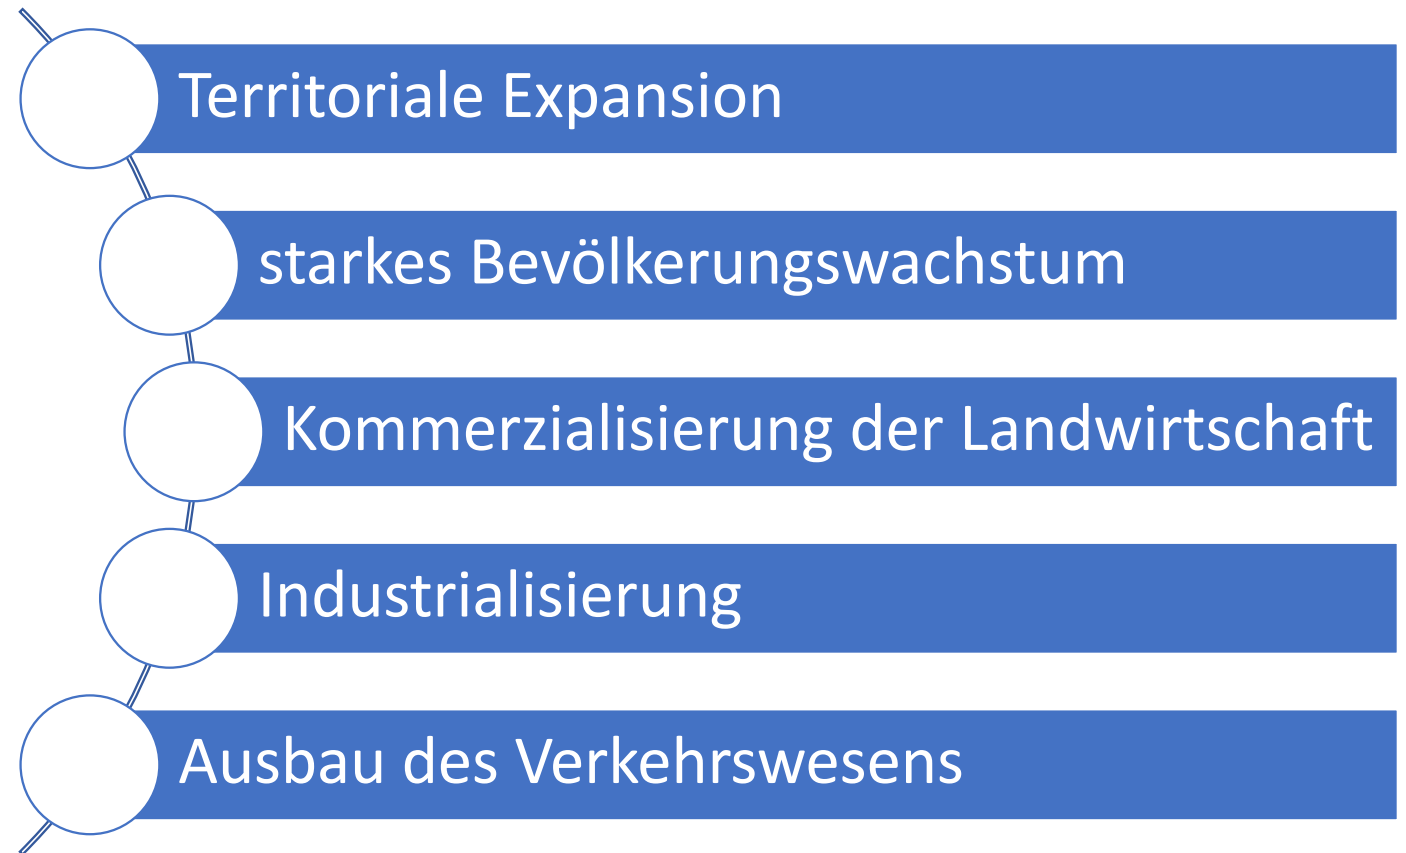 Territoriale Expansion
starkes Bevölkerungswachstum
Kommerzialisierung der Landwirtschaft
Industrialisierung
Ausbau des Verkehrswesens